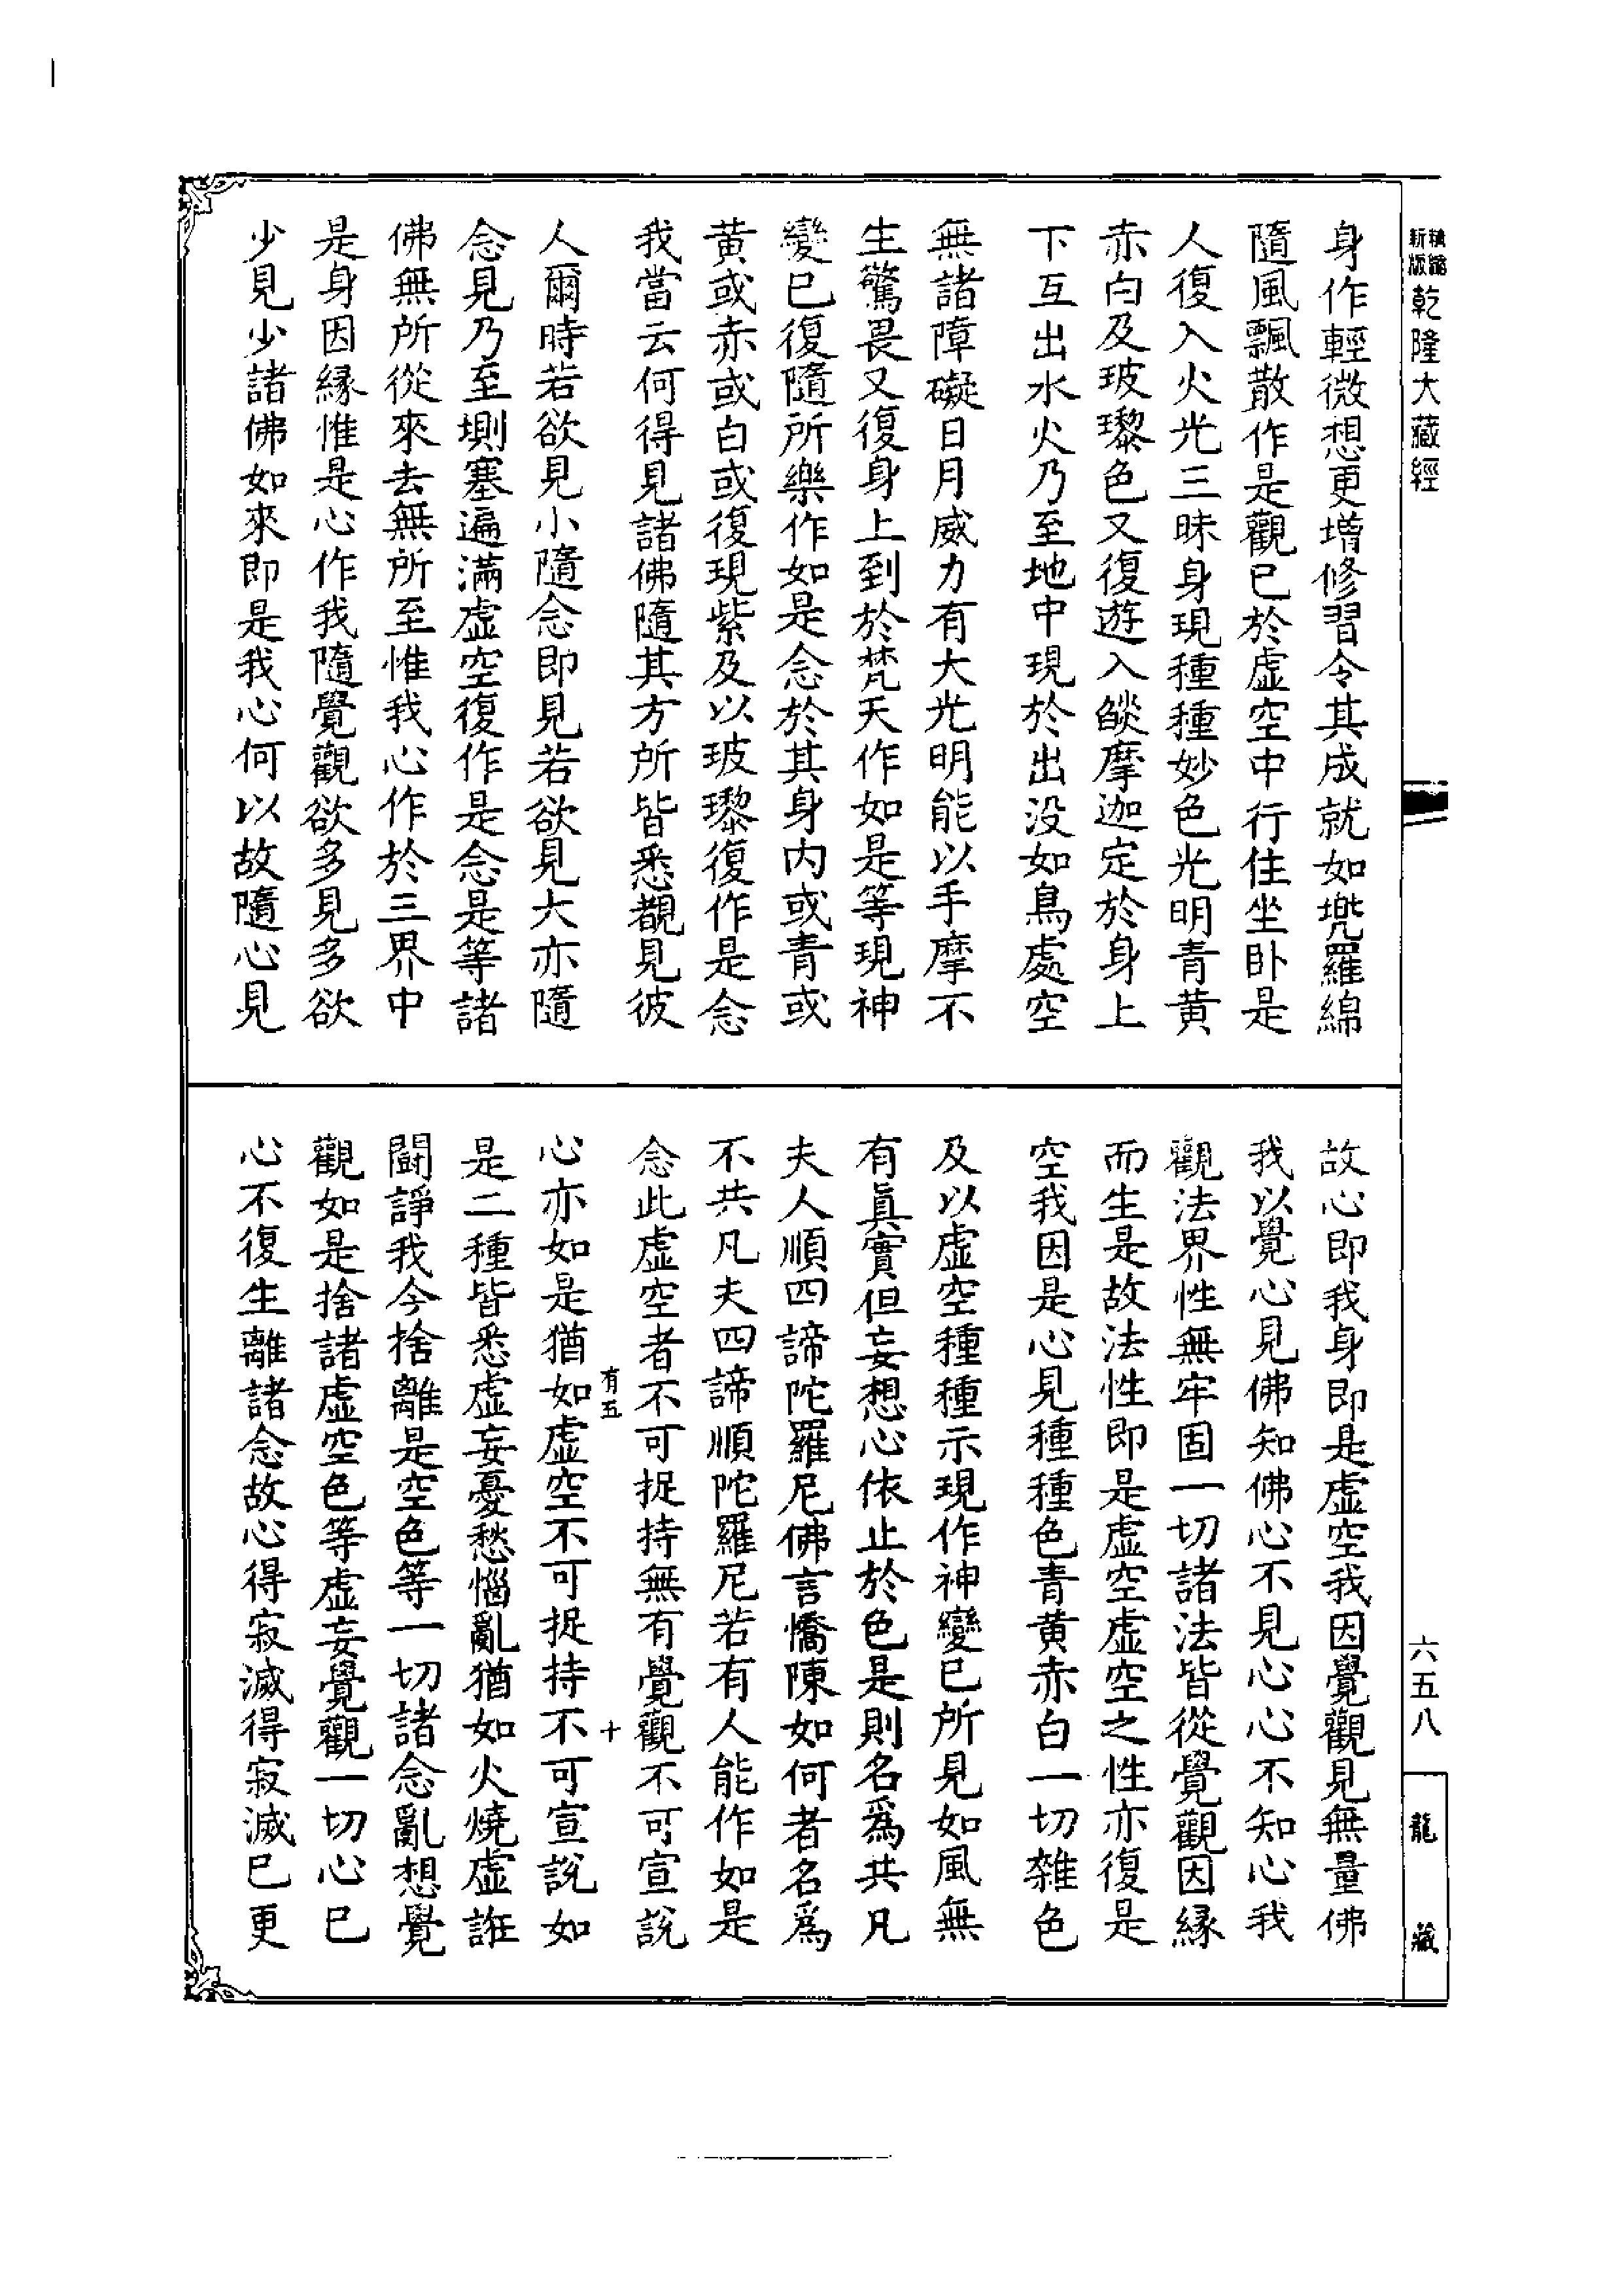 新版精縮
乾隆大藏經
身作輕微想更增修習令其成就如兠羅綿
隨風飄散作是觀已於虛空中行住坐卧是
人復入火光三昧身現種種妙色光明青黄
赤白及玻瓈色又復遊入燄摩迦定於身上
下互出水火乃至地中現於出没如鳥處空
無諸障礙日月威力有大光明能以手摩不
生驚畏又復身上到於梵天作如是等現神
變已復隨所樂作如是念於其身内或青或
黄或赤或白或復現紫及以玻瓈復作是念
我當云何得見諸佛隨其方所皆悉覩見彼
人爾時若欲見小隨念即見若欲見大亦隨
念見乃至堋塞遍滿虛空復作是念是等諸
佛無所從來去無所至惟我心作於三界中
是身因緣惟是心作我隨覺觀欲多見多欲
少見少諸佛如來即是我心何以故隨心見
故心即我身即是虛空我因覺觀見無量佛
我以覺心見佛知佛心不見心心不知心我
觀法界性無牢固一切諸法皆從覺觀因緣
而生是故法性即是虛空虛空之性亦復是
空我因是心見種種色青黄赤白一切雜色
及以虛空種種示現作神變已所見如風無
有眞實但妄想心依止於色是則名爲共凡
夫人順四諦陀羅尼佛言憍陳如何者名爲
不共凡夫四諦順陀羅尼若有人能作如是
念此虛空者不可捉持無有覺觀不可宣說
有五
十
心亦如是猶如虛空不可捉持不可宣說如
是二種皆悉虛妄憂愁惱亂猶如火燒虛誑
鬪諍我今捨離是空色等一切諸念亂想覺
觀如是捨諸虛空色等虛妄覺觀一切心已
心不復生離諸念故心得寂滅得寂滅已更
六五八
龍藏